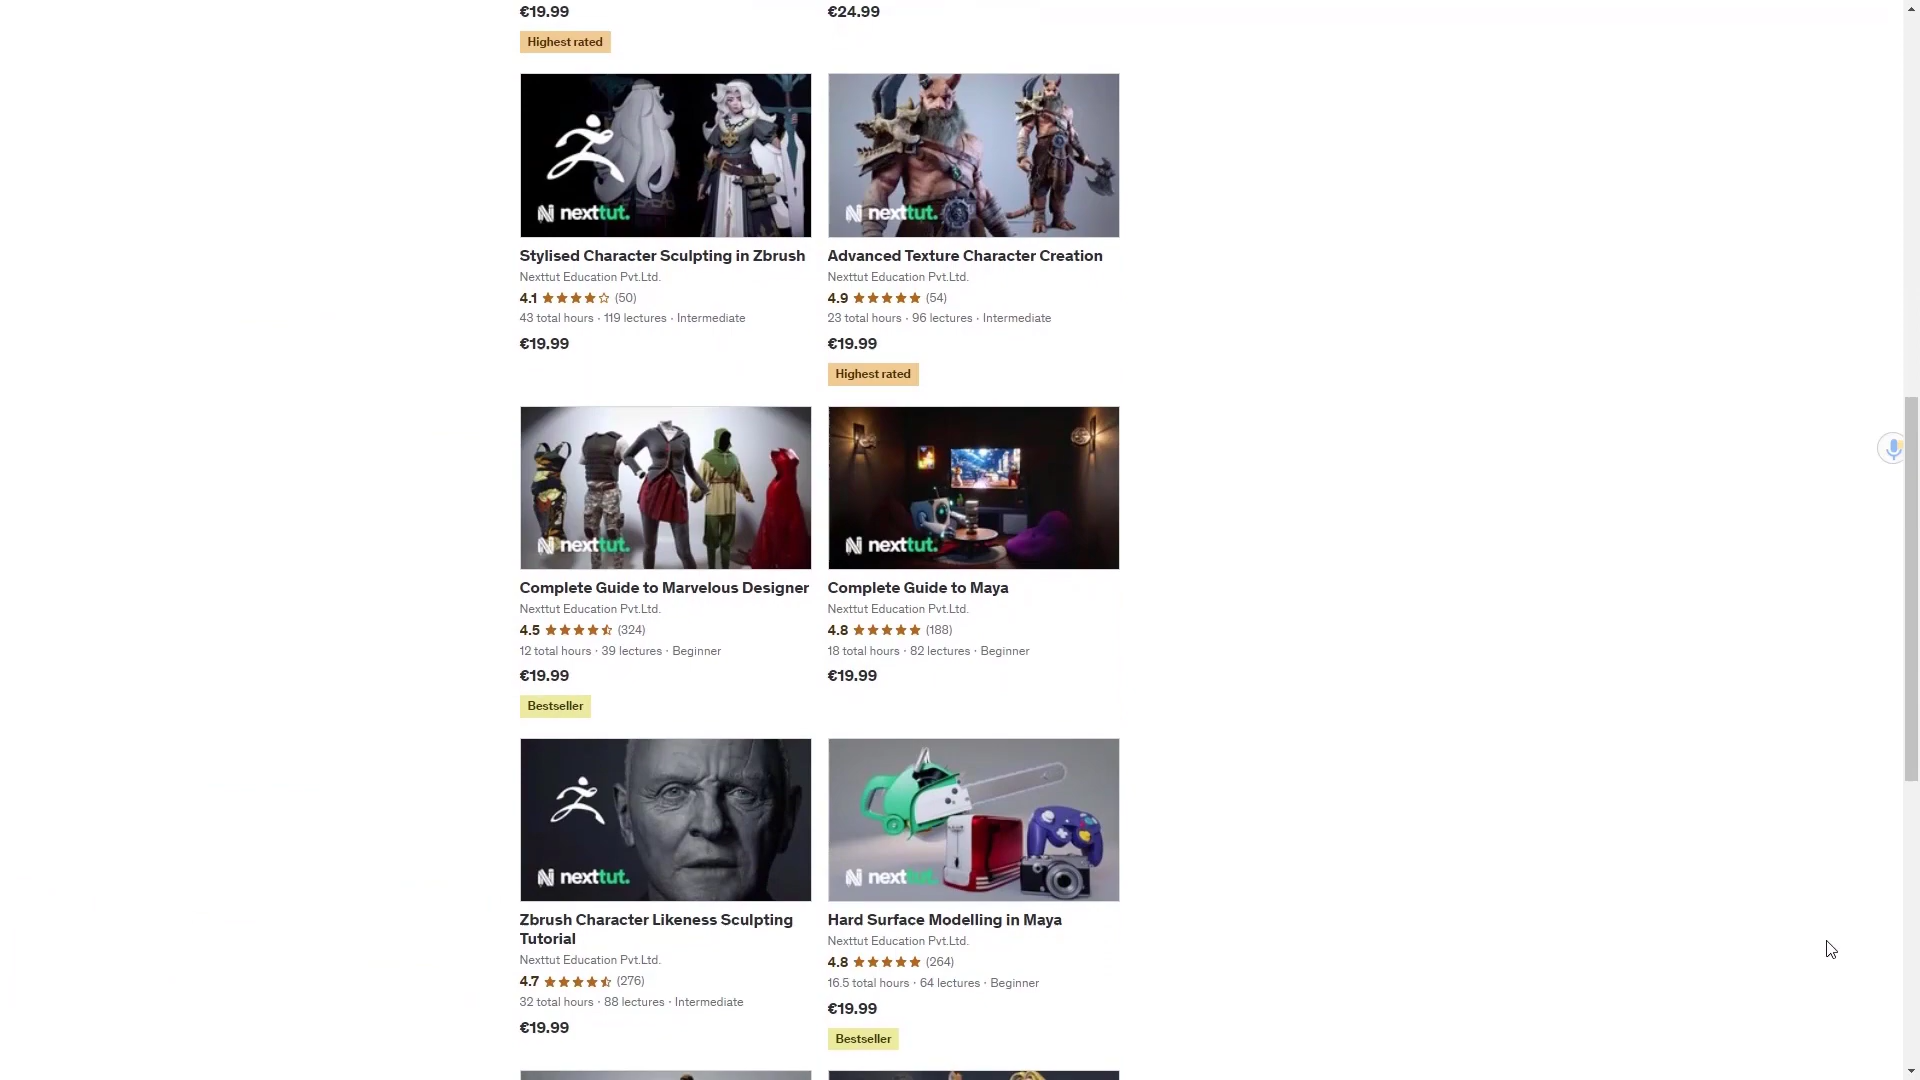 €19.99
€24.99
Highest rated
nexttut.
nexttut.
Stylised Character Sculpting in Zbrush
Nexttut Education Pvt.Ltd.
4.1 (50)
43 total hours · 119 lectures · Intermediate
€19.99
Advanced Texture Character Creation
Nexttut Education Pvt.Ltd.
4.9 (54)
23 total hours · 96 lectures · Intermediate
€19.99
Highest rated
nexttut.
nexttut.
Complete Guide to Marvelous Designer
Nexttut Education Pvt.Ltd.
4.5 (324)
12 total hours · 39 lectures · Beginner
€19.99
Bestseller
Complete Guide to Maya
Nexttut Education Pvt.Ltd.
4.8 (188)
18 total hours · 82 lectures · Beginner
€19.99
nexttut.
nexttut.
Zbrush Character Likeness Sculpting
Tutorial
Nexttut Education Pvt.Ltd.
4.7 (276)
32 total hours · 88 lectures · Intermediate
€19.99
Hard Surface Modelling in Maya
Nexttut Education Pvt.Ltd.
4.8 (264)
16.5 total hours · 64 lectures · Beginner
€19.99
Bestseller